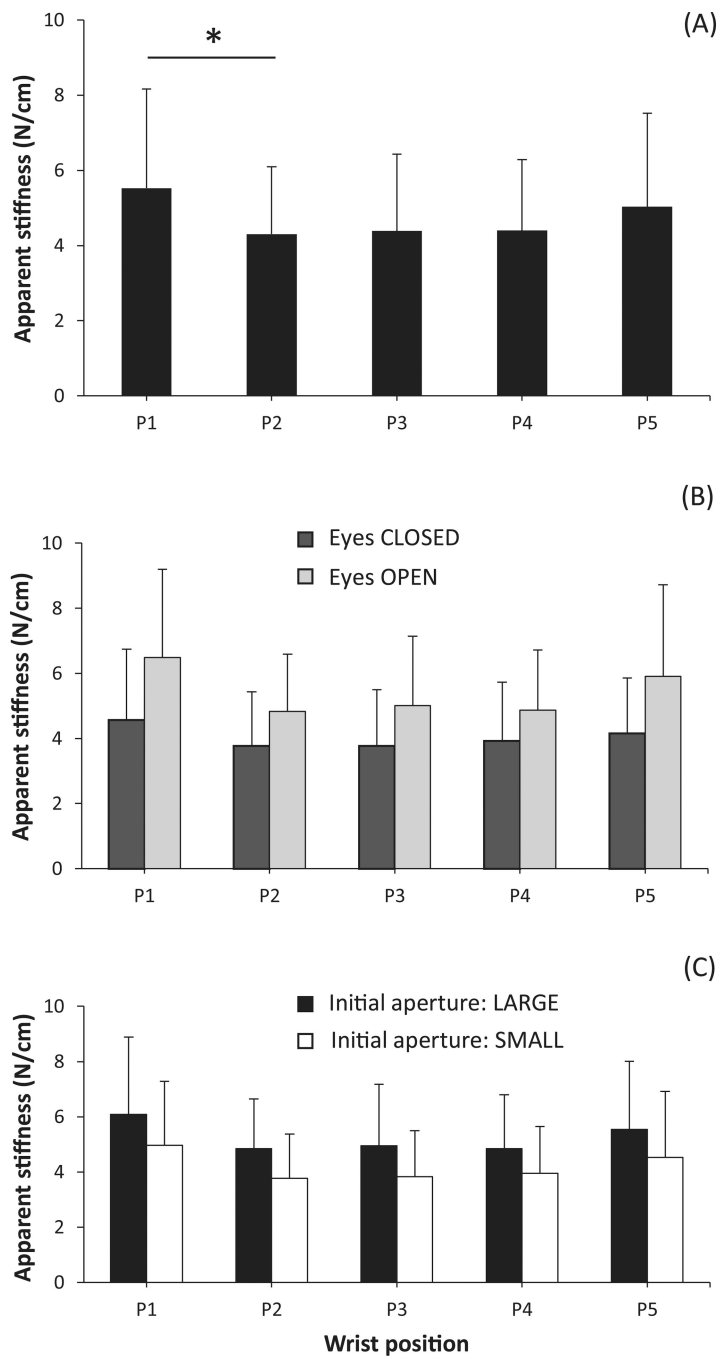 (A)
*
Apparent stiffness (N/cm)
10
8
6
4
2
0
P1 P2 P3 P4 P5
(B)
Eyes CLOSED
Eyes OPEN
Apparent stiffness (N/cm)
10
8
6
4
2
0
P1 P2 P3 P4 P5
(C)
Initial aperture: LARGE
Initial aperture: SMALL
Apparent stiffness (N/cm)
10
8
6
4
2
0
P1 P2 P3 P4 P5
Wrist position